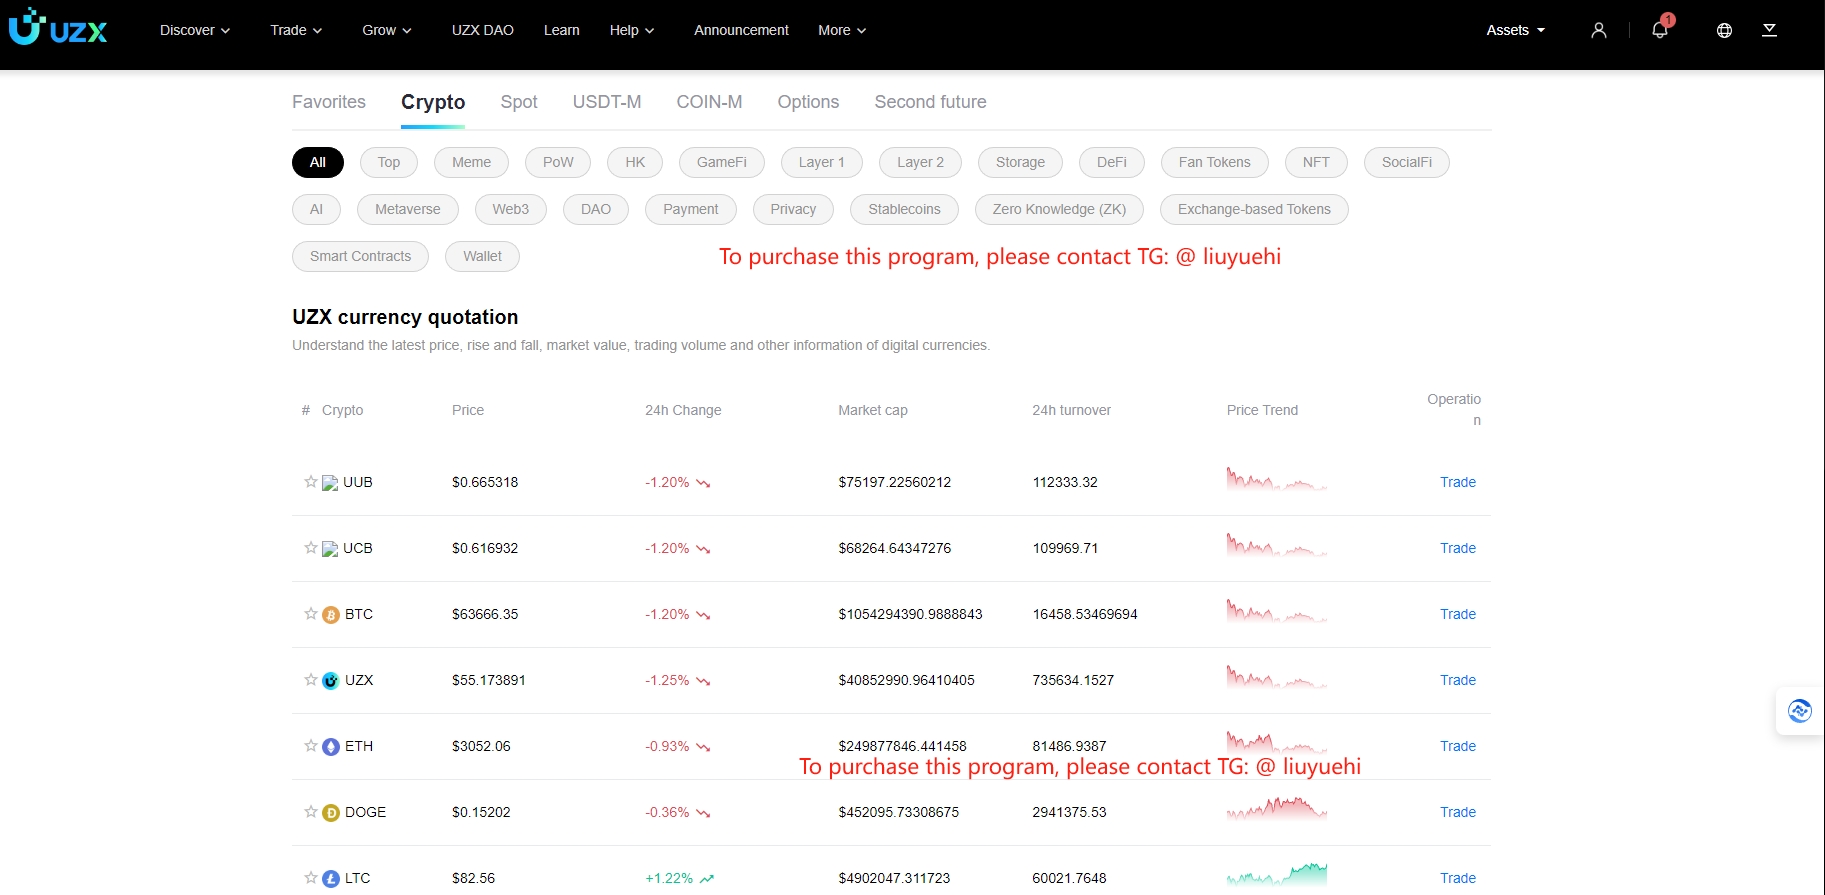 UZX Discover Trade Grow UZX DAO Learn Help Announcement More Assets 1
Favorites Crypto Spot USDT-M COIN-M Options Second future
All Top Meme PoW HK GameFi Layer 1 Layer 2 Storage DeFi Fan Tokens NFT SocialFi
AI Metaverse Web3 DAO Payment Privacy Stablecoins Zero Knowledge (ZK) Exchange-based Tokens
Smart Contracts Wallet To purchase this program, please contact TG: @ liuyuehi
UZX currency quotation
Understand the latest price, rise and fall, market value, trading volume and other information of digital currencies.
# Crypto Price 24h Change Market cap 24h turnover Price Trend Operatio
n
UUB $0.665318 -1.20% $75197.22560212 112333.32 Trade
UCB $0.616932 -1.20% $68264.64347276 109969.71 Trade
BTC $63666.35 -1.20% $1054294390.9888843 16458.53469694 Trade
UZX $55.173891 -1.25% $40852990.96410405 735634.1527 Trade
ETH $3052.06 -0.93% $249877846.441458 81486.9387 Trade
To purchase this program, please contact TG: @ liuyuehi
DOGE $0.15202 -0.36% $452095.73308675 2941375.53 Trade
LTC $82.56 +1.22% $4902047.311723 60021.7648 Trade